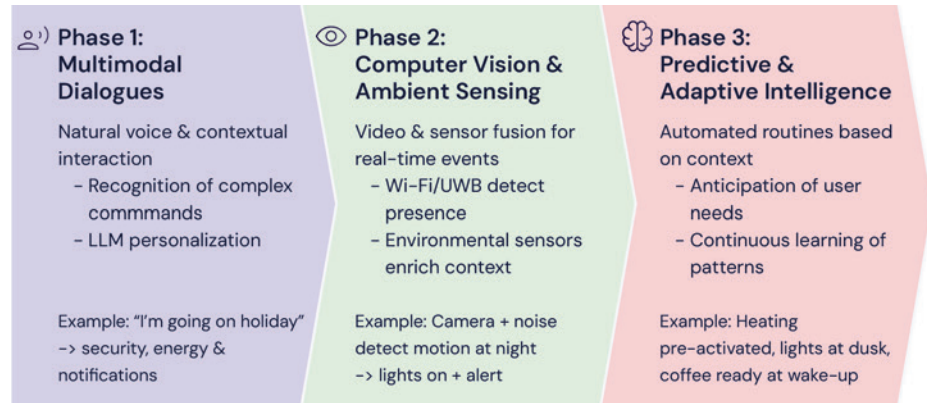 Phase 1:
Multimodal
Dialogues
Natural voice & contextual
interaction
- Recognition of complex
commmands
- LLM personalization
Example: “I’m going on holiday”
-> security, energy &
notifications
Phase 2:
Computer Vision &
Ambient Sensing
Video & sensor fusion for
real-time events
- Wi-Fi/UWB detect
presence
- Environmental sensors
enrich context
Example: Camera + noise
detect motion at night
-> lights on + alert
Phase 3:
Predictive &
Adaptive Intelligence
Automated routines based
on context
- Anticipation of user
needs
- Continuous learning of
patterns
Example: Heating
pre-activated, lights at dusk,
coffee ready at wake-up